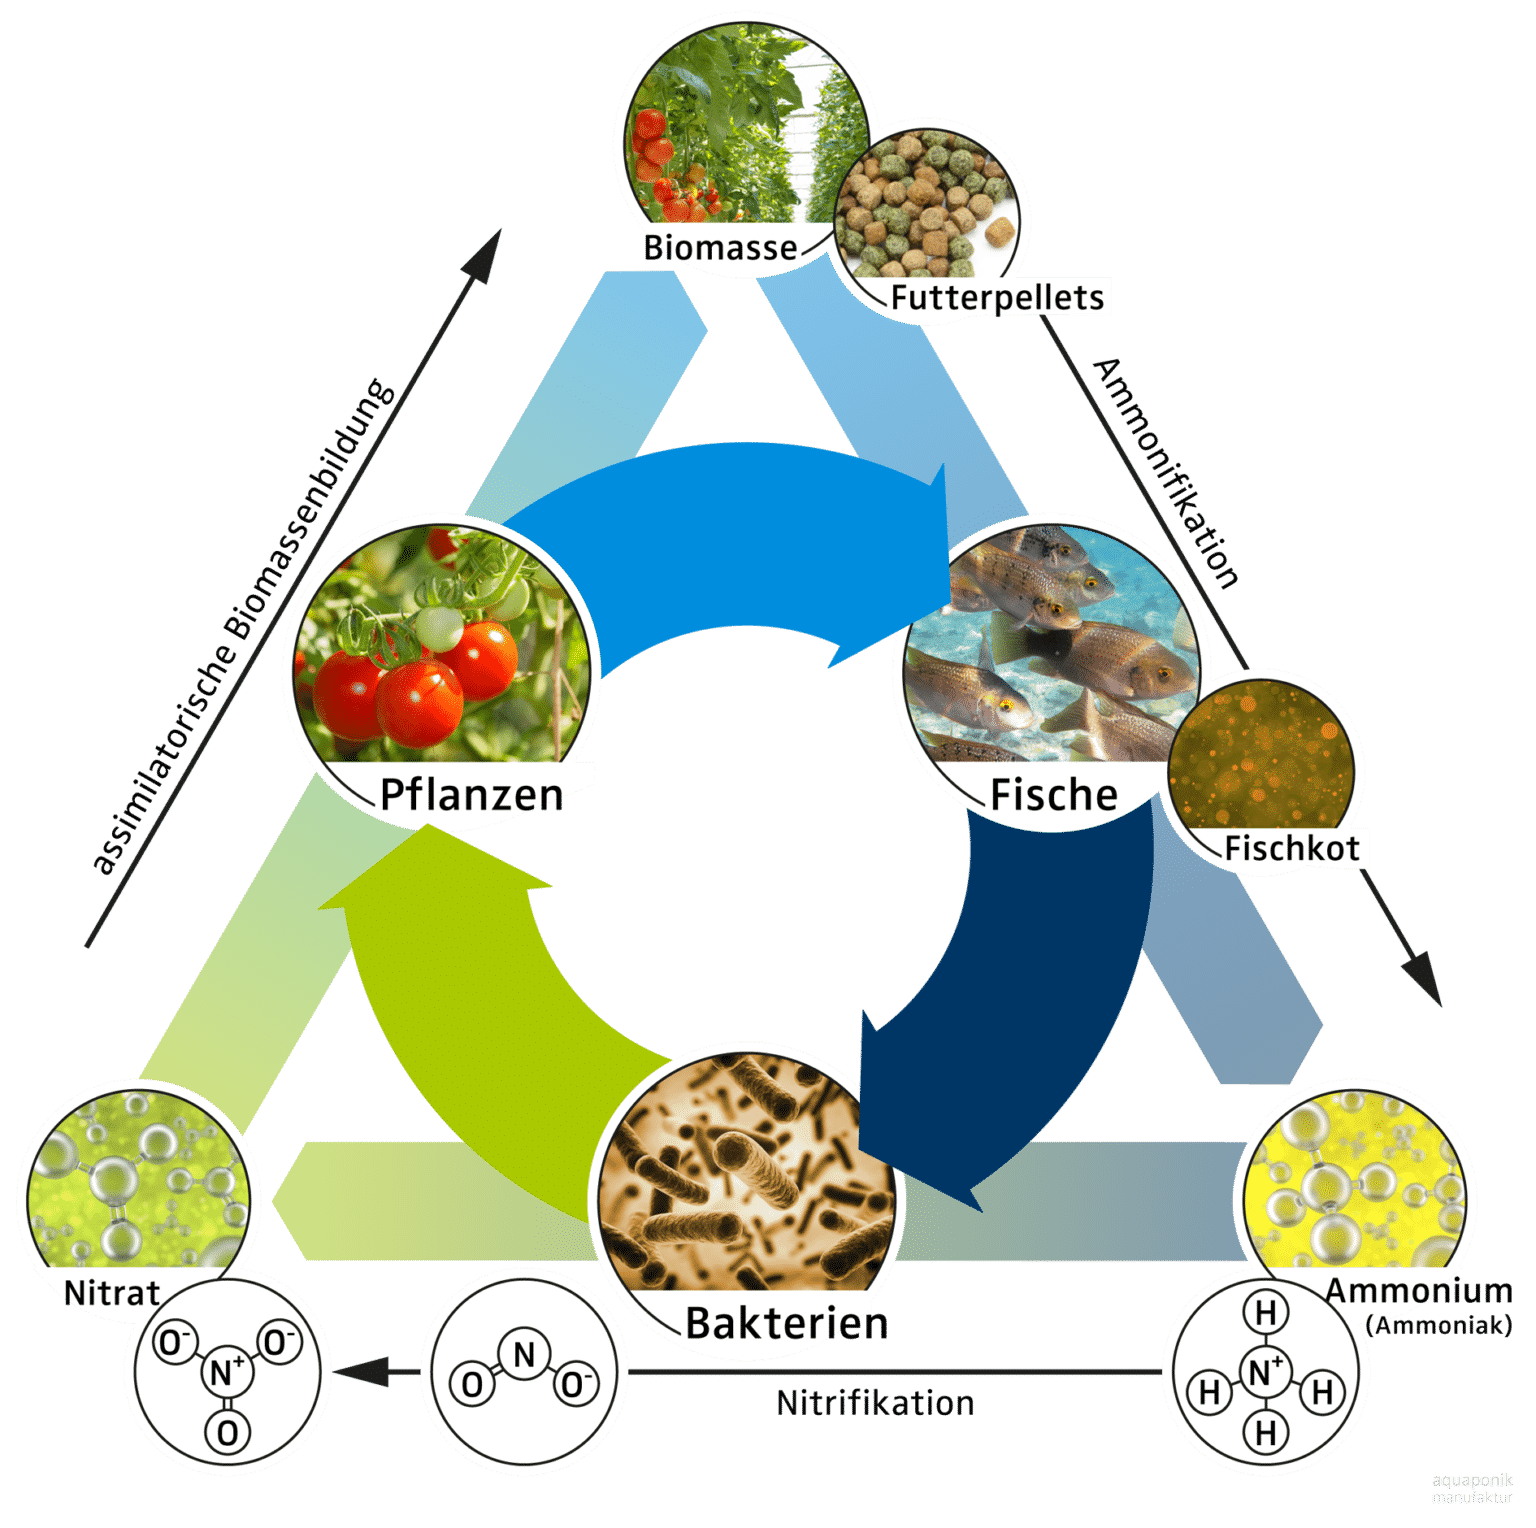 Biomasse
Futterpellets
assimilatorische Biomassenbildung
Ammonifikation
Pflanzen
Fische
Fischkot
Nitrat
Bakterien
Ammonium
(Ammoniak)
O⁻ O⁻
N⁺
O
N
O O⁻
H
N⁺
H H
H
Nitrifikation
aquaponik
manufaktur